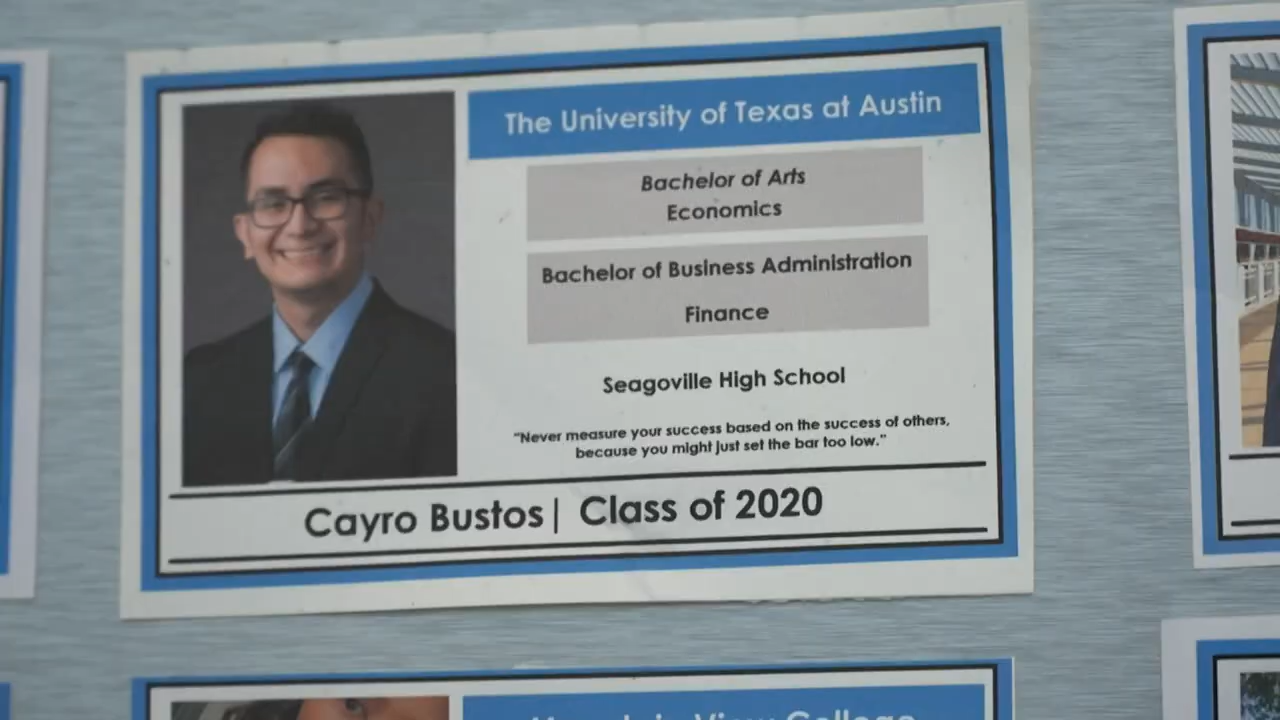 The University of Texas at Austin
Bachelor of Arts
Economics
Bachelor of Business Administration
Finance
Seagoville High School
"Never measure your success based on the success of others,
because you might just set the bar too low."
Cayro Bustos| Class of 2020
View College